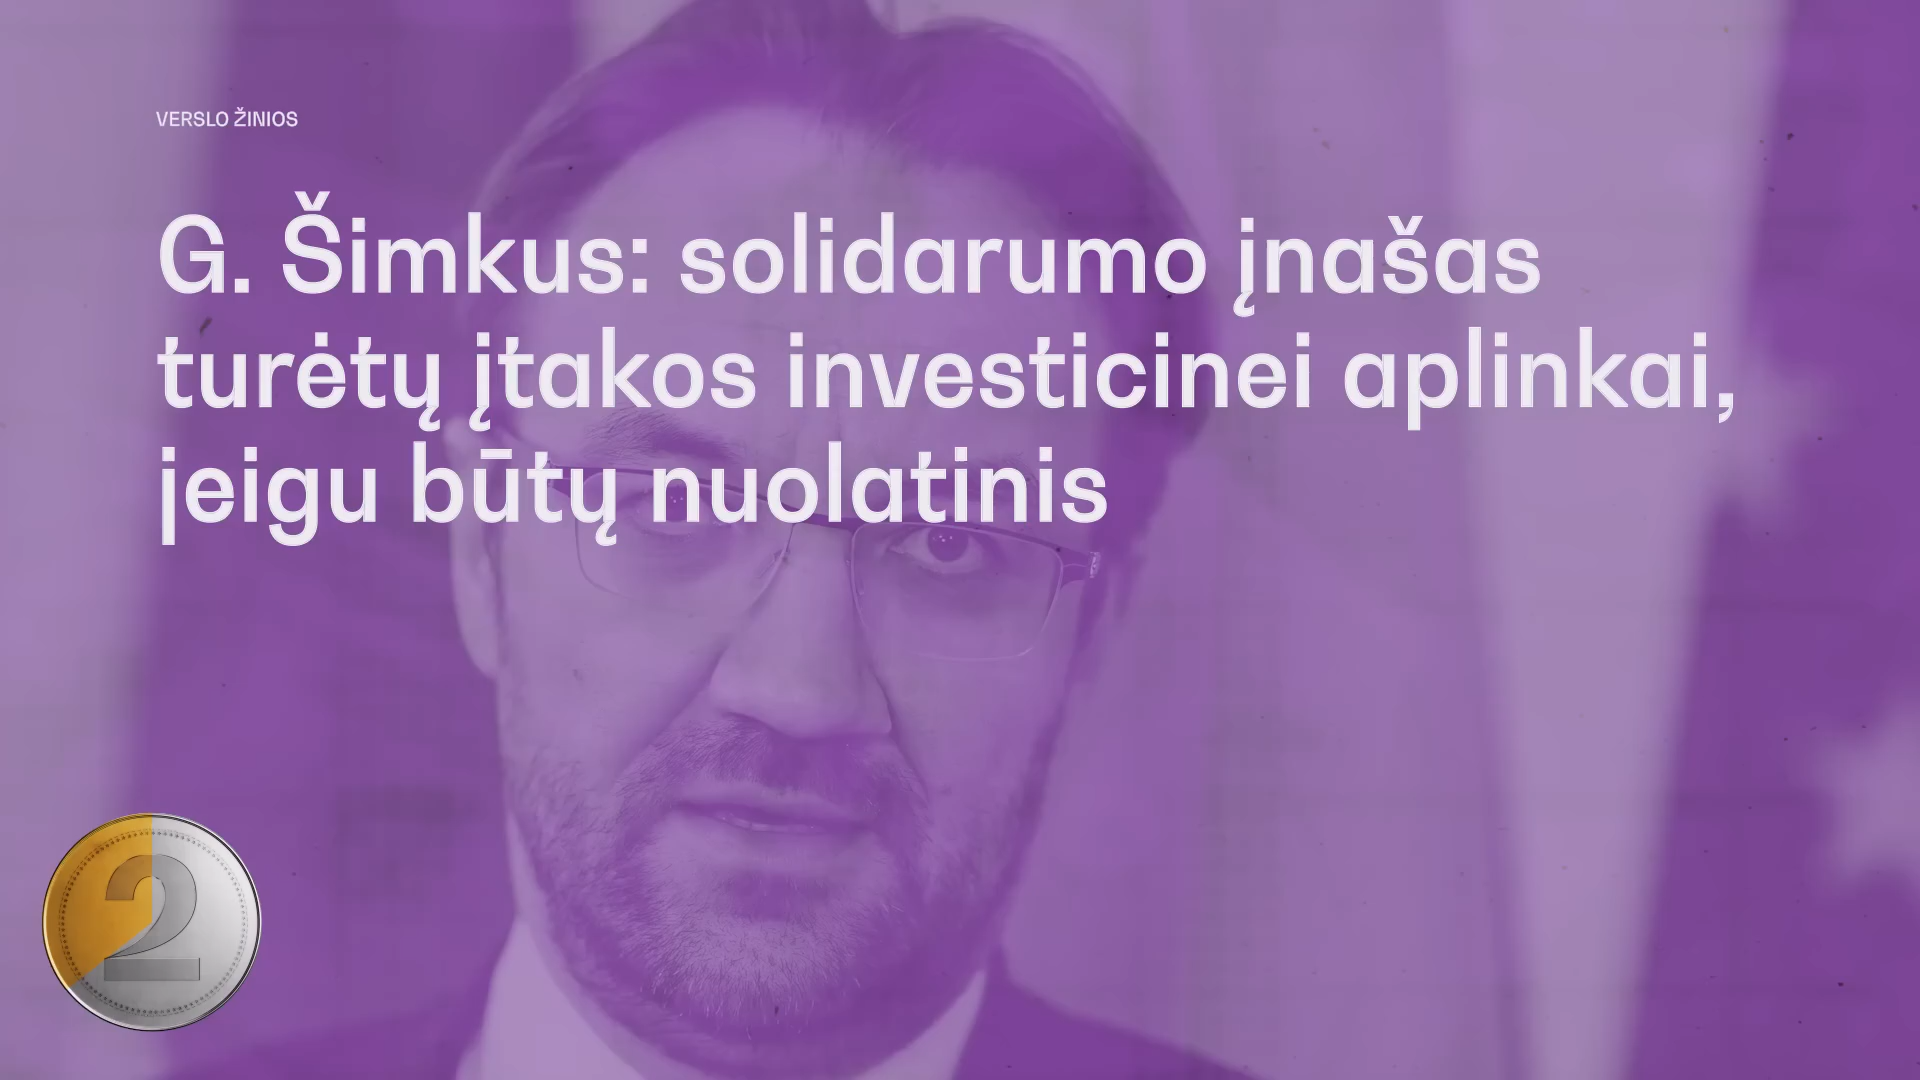 VERSLO ŽINIOS
G. Šimkus: solidarumo įnašas
turėtų įtakos investicinei aplinkai,
jeigu būtų nuolatinis
2